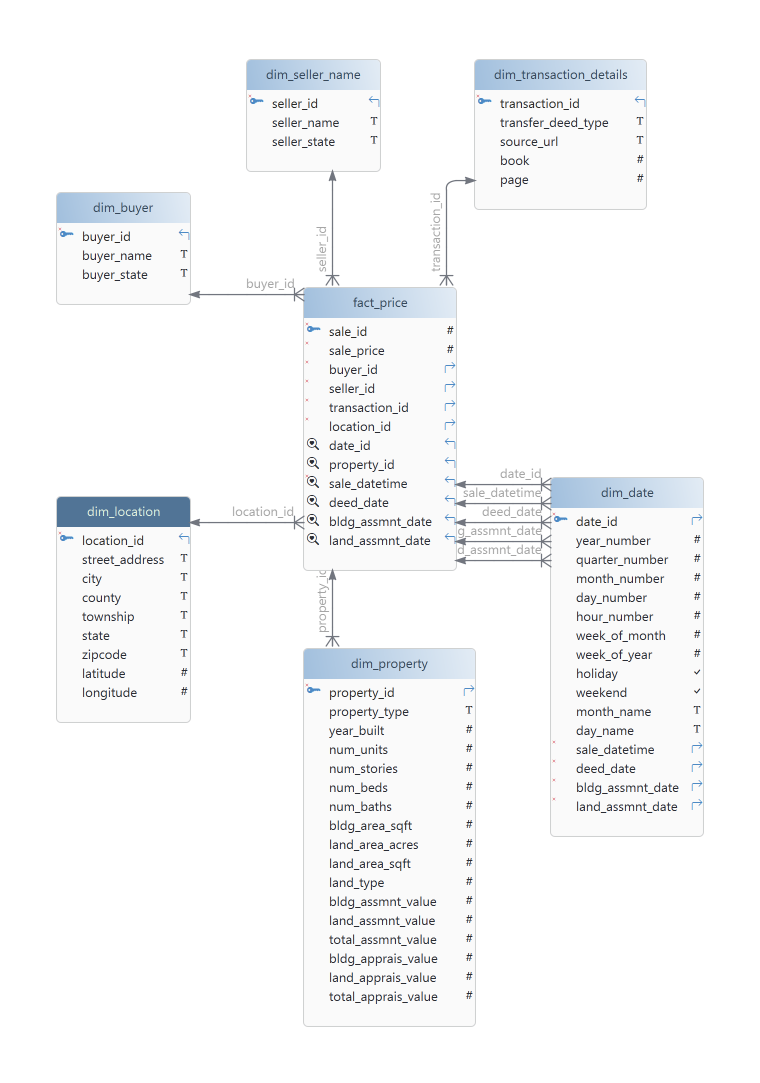 dim_seller_name
seller_id
seller_name T
seller_state T
dim_transaction_details
transaction_id
transfer_deed_type T
source_url T
book #
page #
dim_buyer
buyer_id
buyer_name T
buyer_state T
seller_id
transaction_id
buyer_id
fact_price
sale_id #
sale_price #
buyer_id
seller_id
transaction_id
location_id
date_id
property_id
sale_datetime
deed_date
bldg_assmnt_date
land_assmnt_date
date_id
sale_datetime
deed_date
g_assmnt_date
d_assmnt_date
location_id
property_id
dim_location
location_id
street_address T
city T
county T
township T
state T
zipcode T
latitude #
longitude #
dim_date
date_id
year_number #
quarter_number #
month_number #
day_number #
hour_number #
week_of_month #
week_of_year #
holiday
weekend
month_name T
day_name T
sale_datetime
deed_date
bldg_assmnt_date
land_assmnt_date
dim_property
property_id
property_type T
year_built #
num_units #
num_stories #
num_beds #
num_baths #
bldg_area_sqft #
land_area_acres #
land_area_sqft #
land_type #
bldg_assmnt_value #
land_assmnt_value #
total_assmnt_value #
bldg_apprais_value #
land_apprais_value #
total_apprais_value #